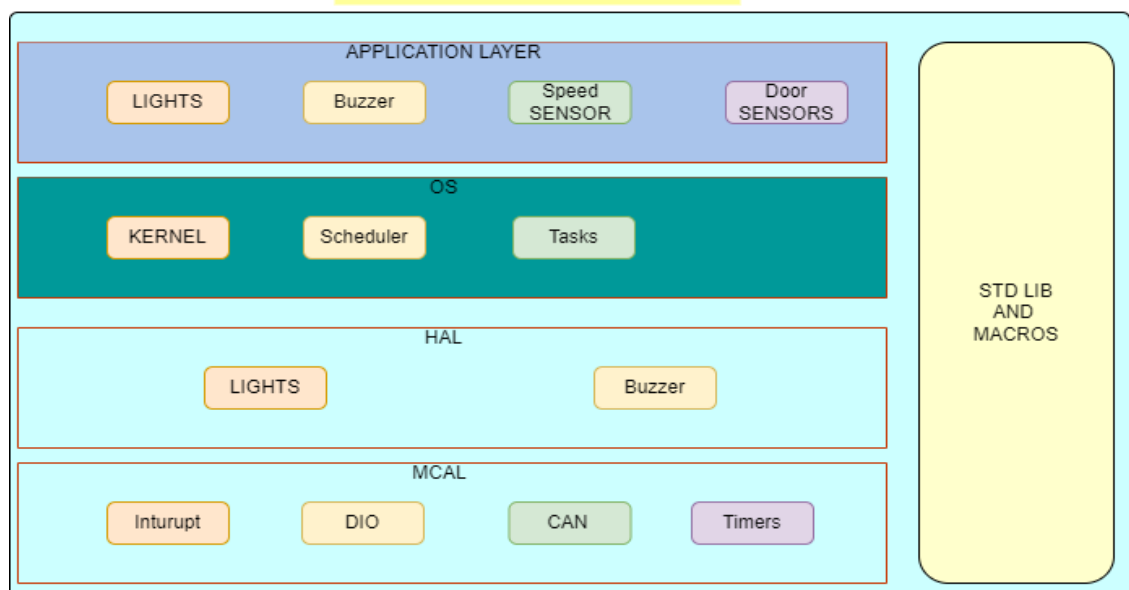 APPLICATION LAYER
LIGHTS
Buzzer
Speed
SENSOR
Door
SENSORS
OS
KERNEL
Scheduler
Tasks
HAL
LIGHTS
Buzzer
MCAL
Inturupt
DIO
CAN
Timers
STD LIB
AND
MACROS